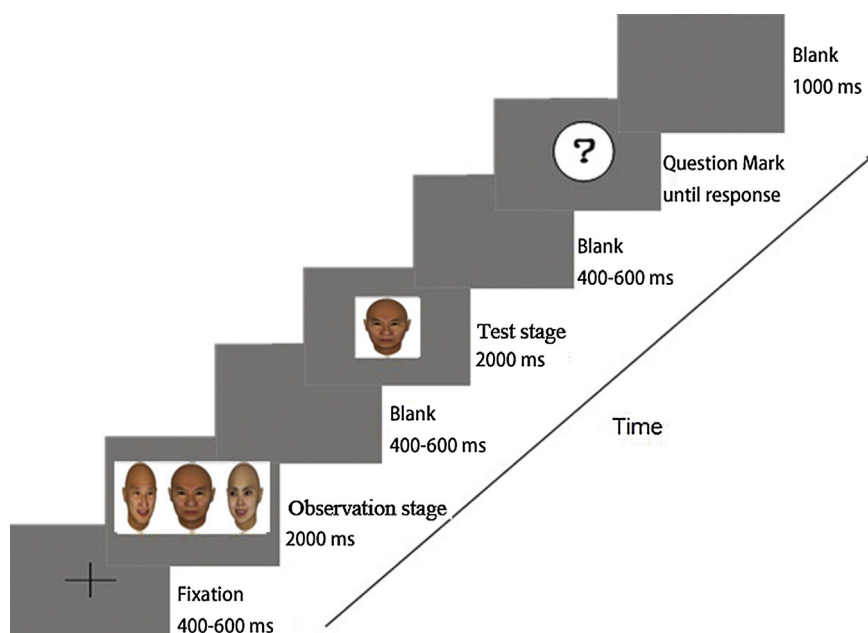 Blank
1000 ms
?
Question Mark
until response
Blank
400-600 ms
Test stage
2000 ms
Blank
400-600 ms
Time
Observation stage
2000 ms
Fixation
400-600 ms